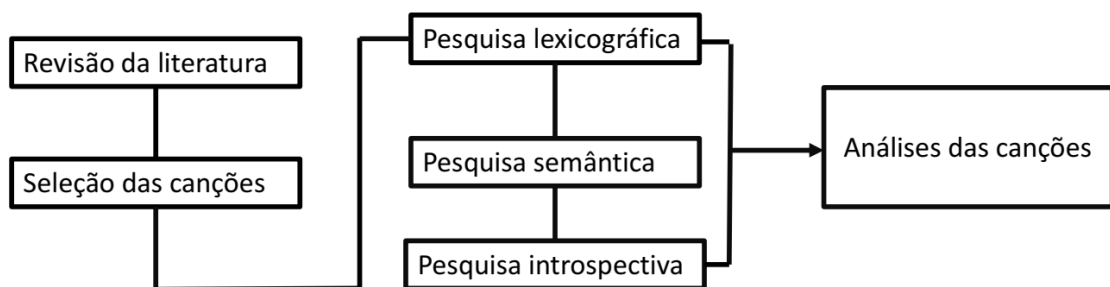 Revisão da literatura
Seleção das canções
Pesquisa lexicográfica
Pesquisa semântica
Pesquisa introspectiva
Análises das canções